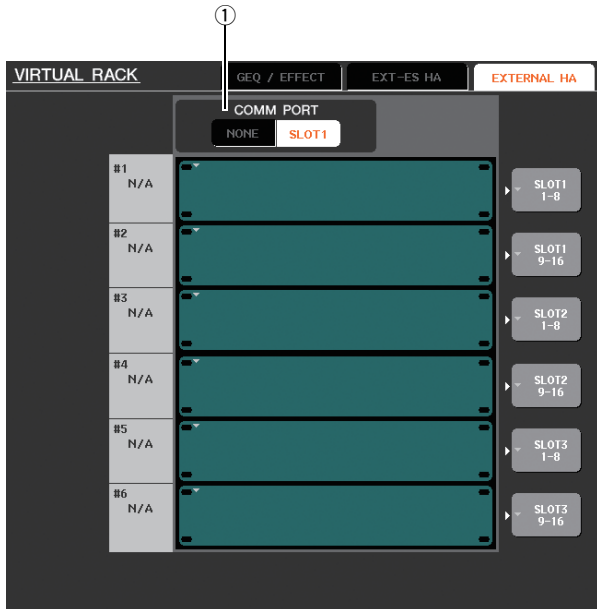 ①
VIRTUAL RACK
GEQ / EFFECT
EXT-ES HA
EXTERNAL HA
COMM PORT
NONE
SLOT1
#1
N/A
SLOT1
1-8
#2
N/A
SLOT1
9-16
#3
N/A
SLOT2
1-8
#4
N/A
SLOT2
9-16
#5
N/A
SLOT3
1-8
#6
N/A
SLOT3
9-16